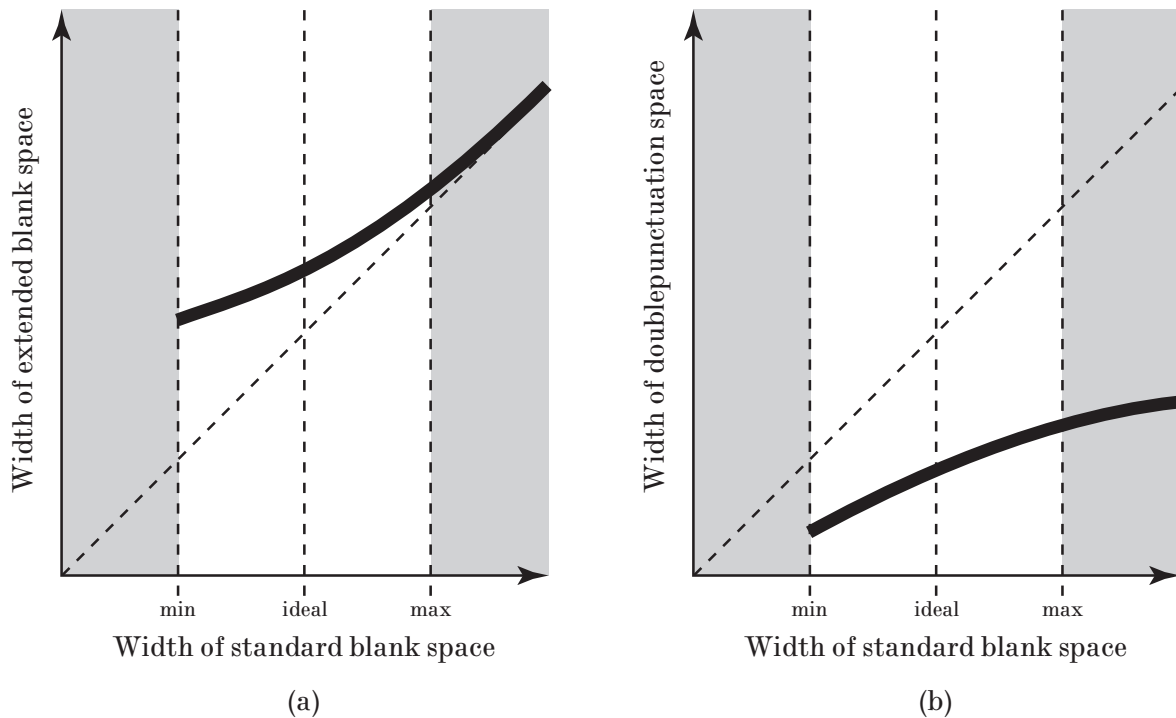 Width of extended blank space
min ideal max
Width of standard blank space
(a)
Width of doublepunctuation space
min ideal max
Width of standard blank space
(b)